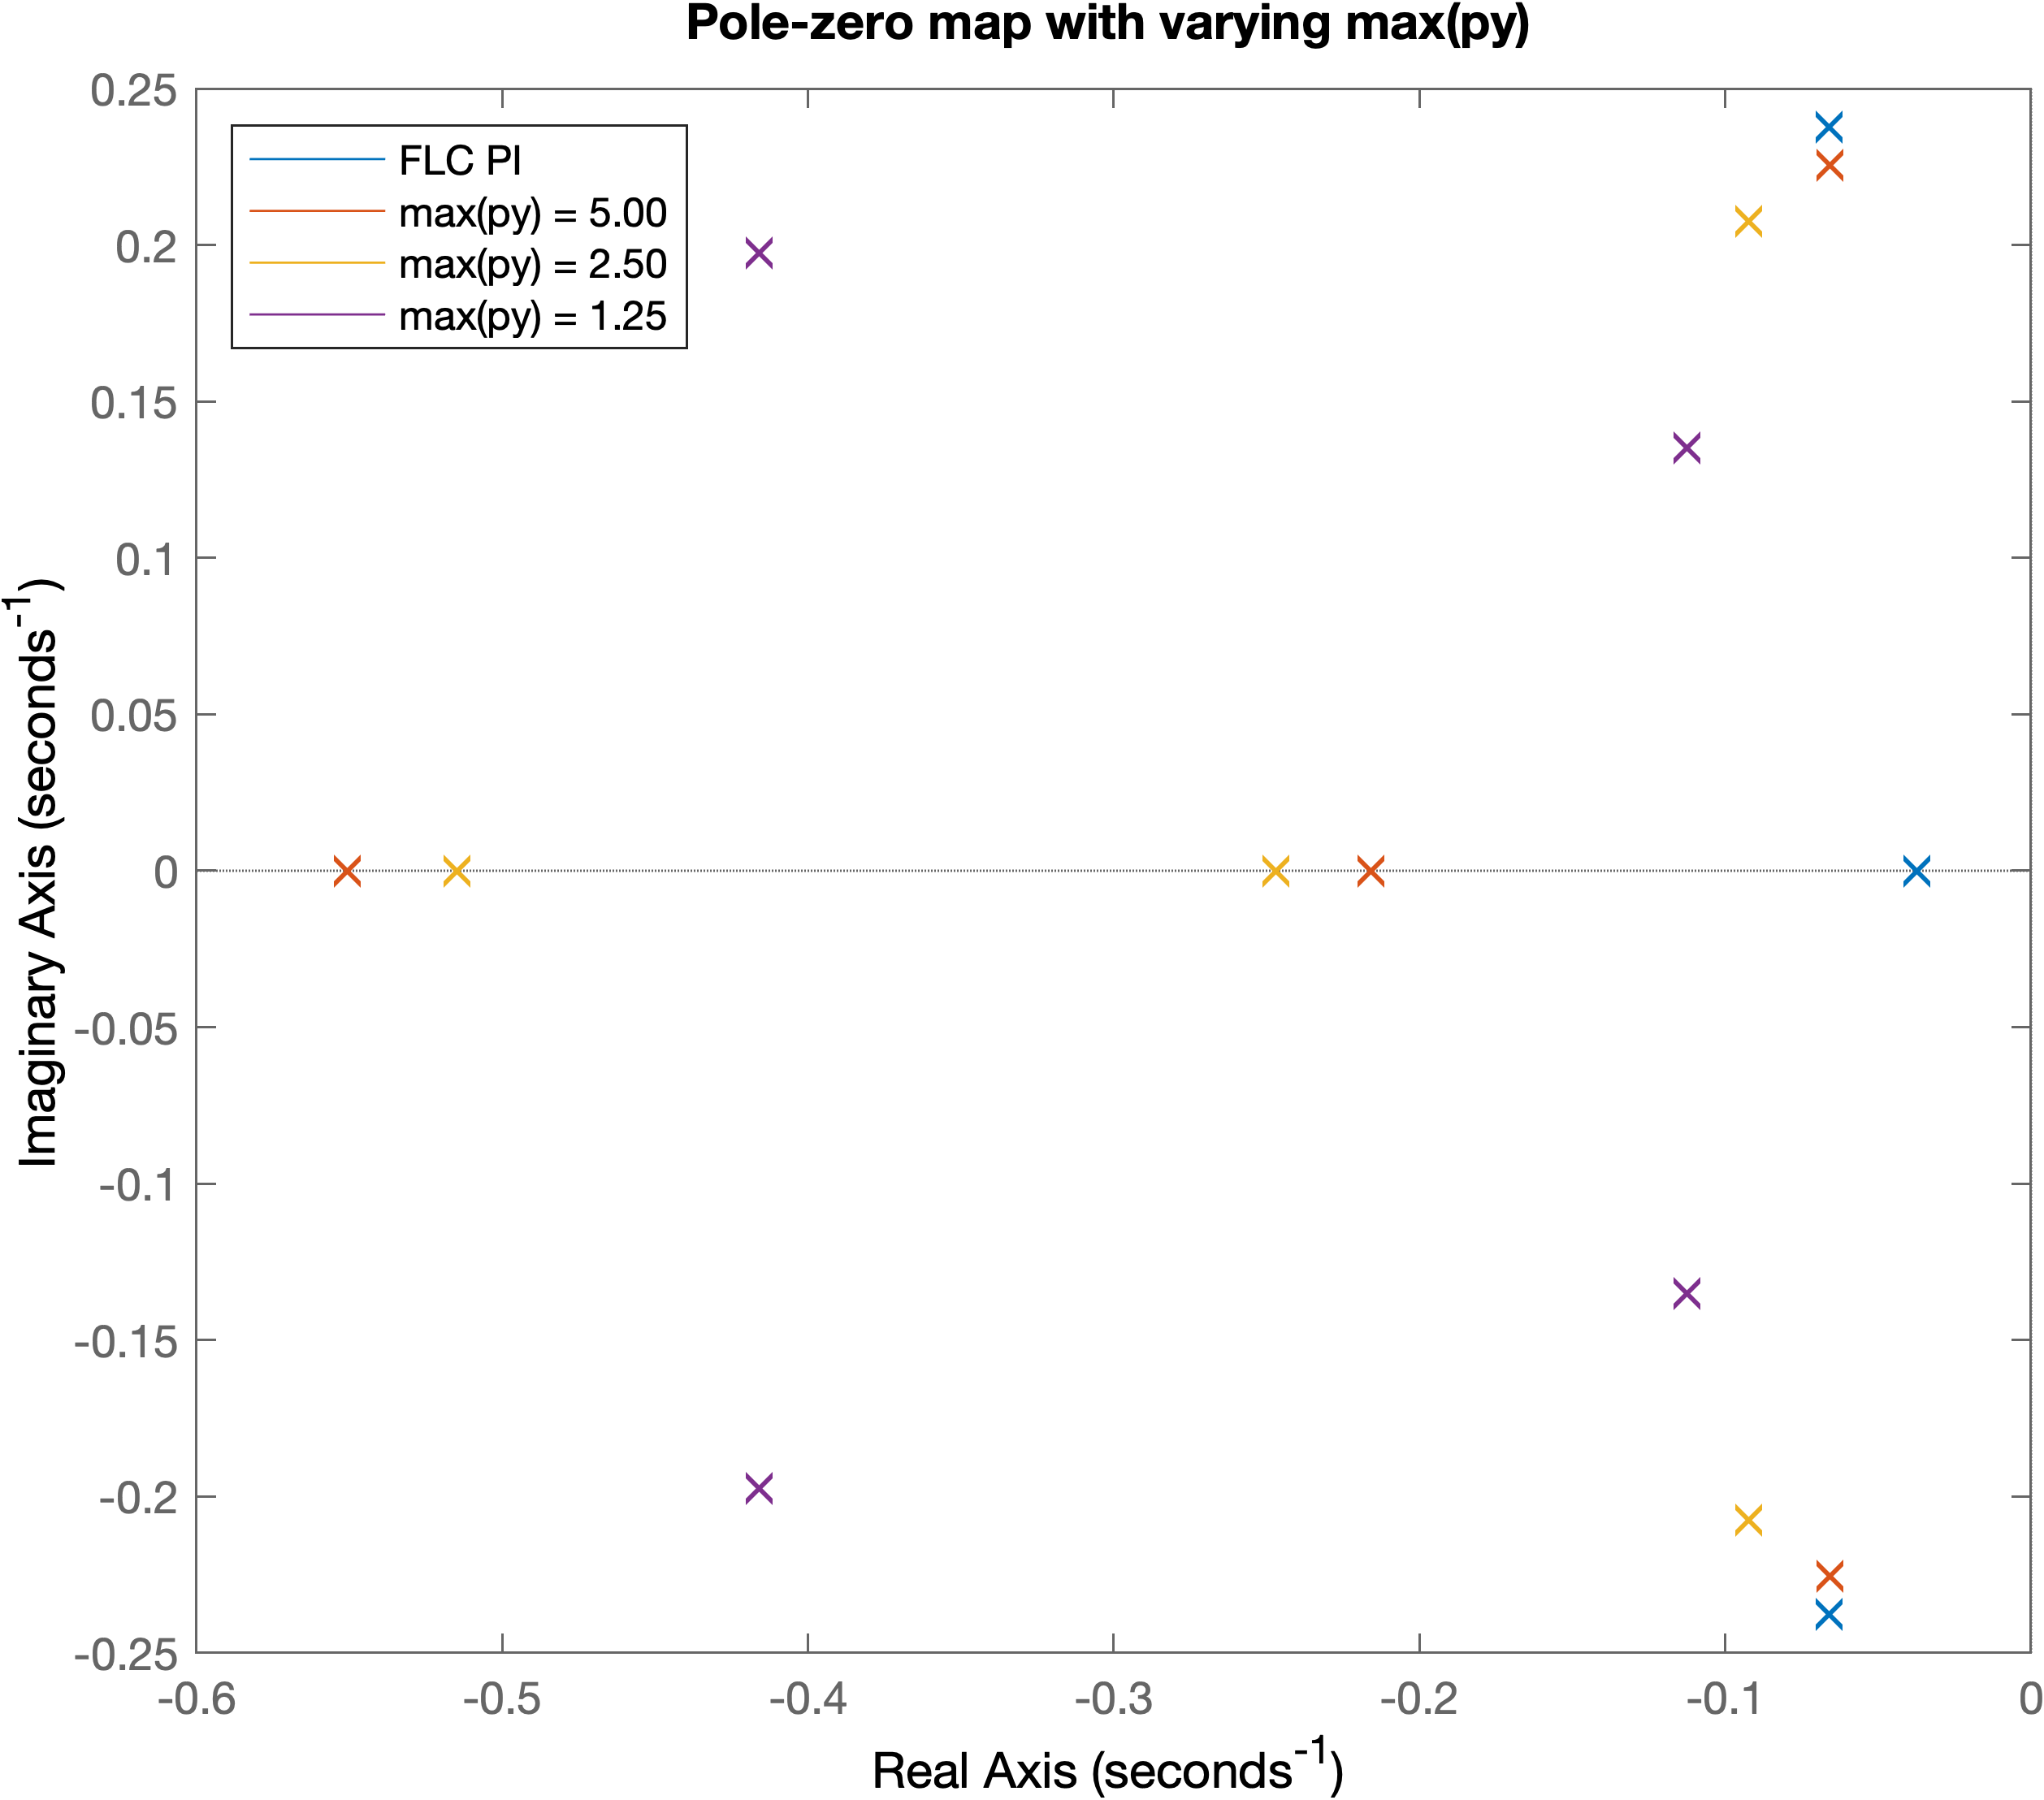 Pole-zero map with varying max(py)
FLC PI
max(py) = 5.00
max(py) = 2.50
max(py) = 1.25
0.25
0.2
0.15
0.1
0.05
0
-0.05
-0.1
-0.15
-0.2
-0.25
Imaginary Axis (seconds⁻¹)
-0.6 -0.5 -0.4 -0.3 -0.2 -0.1 0
Real Axis (seconds⁻¹)